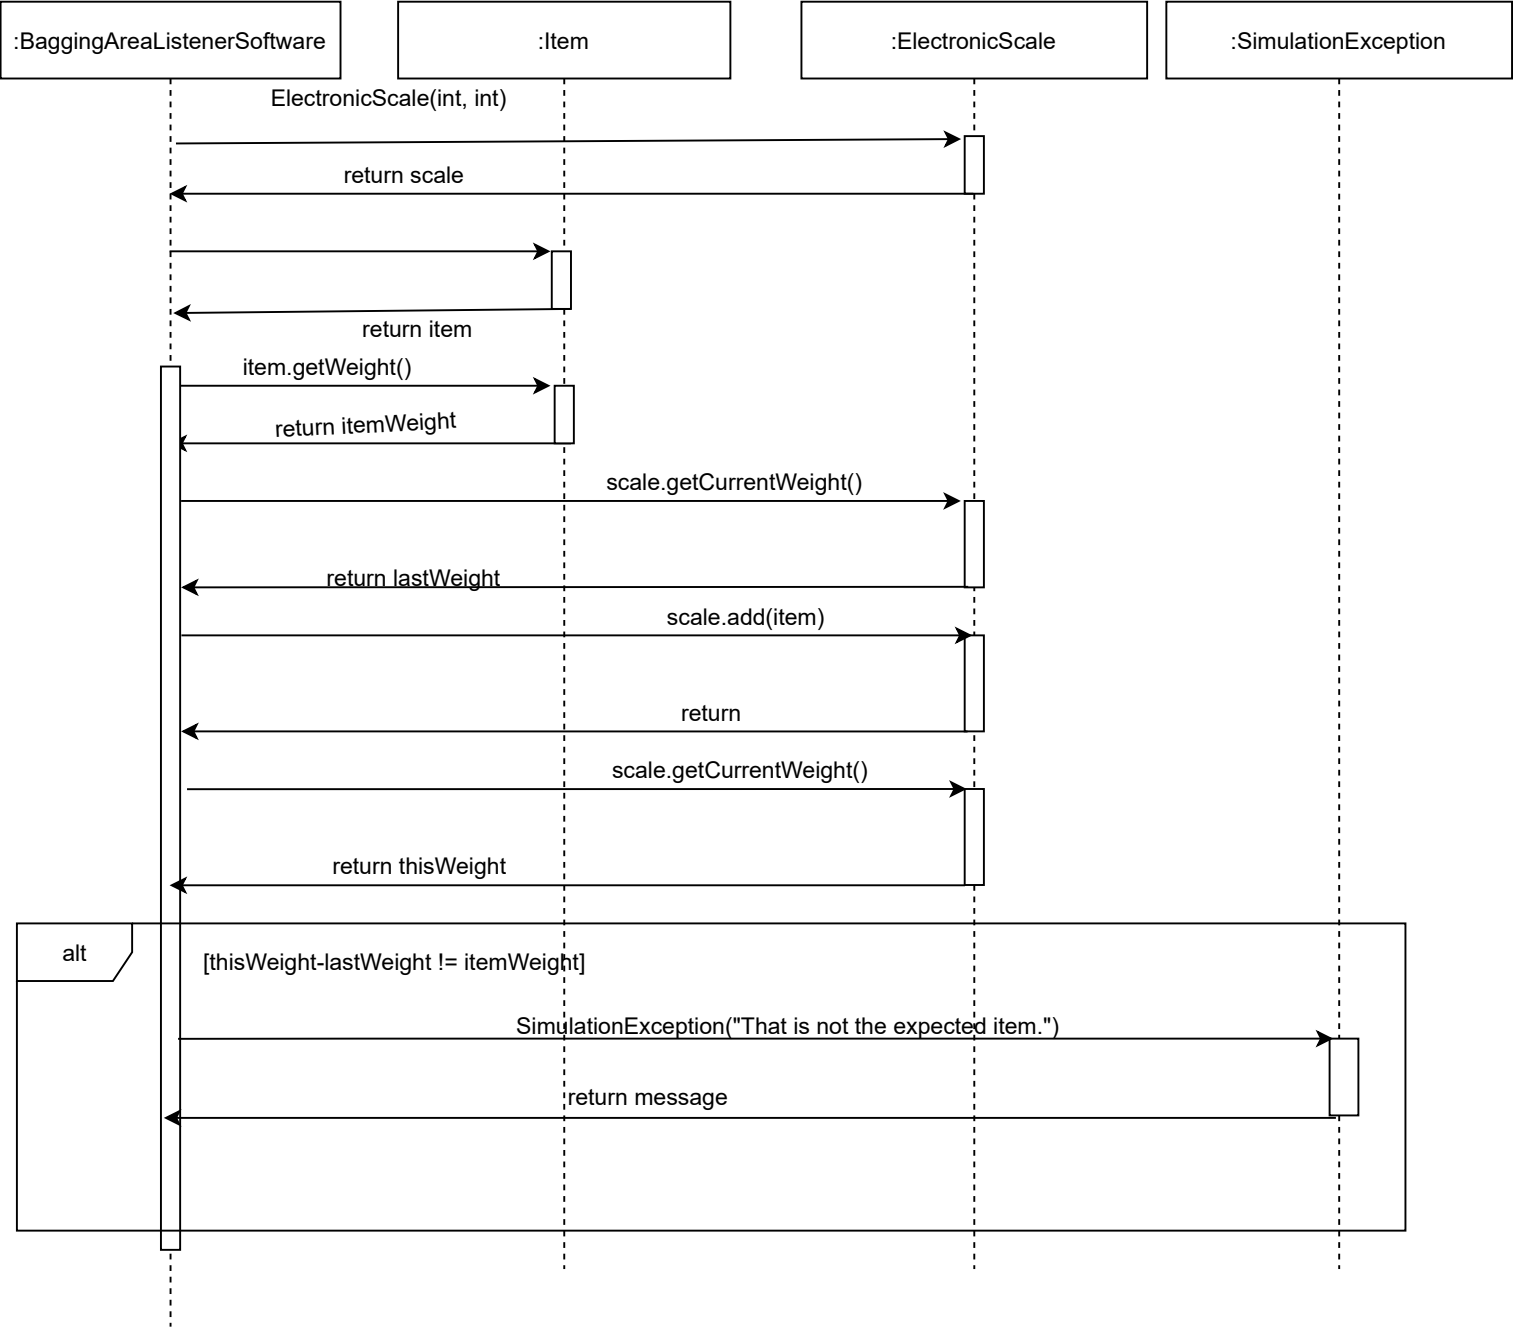 :BaggingAreaListenerSoftware
:Item
:ElectronicScale
:SimulationException
ElectronicScale(int, int)
return scale
return item
item.getWeight()
return itemWeight
scale.getCurrentWeight()
return lastWeight
scale.add(item)
return
scale.getCurrentWeight()
return thisWeight
alt
[thisWeight-lastWeight != itemWeight]
SimulationException("That is not the expected item.")
return message